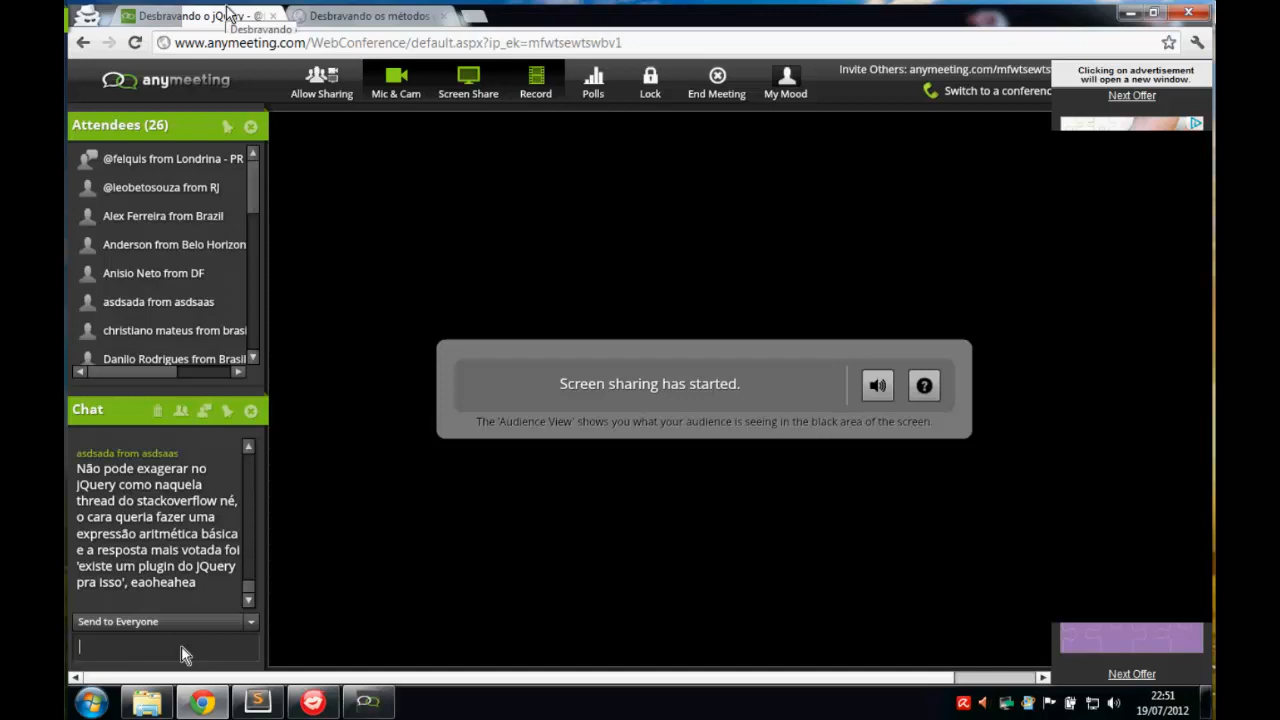 Desbravando o jQuery - @
Desbravando os métodos
Desbravando
www.anymeeting.com/WebConference/default.aspx?ip_ek=mfwtsewtswbv1
anymeeting
Allow Sharing
Mic & Cam
Screen Share
Record
Polls
Lock
End Meeting
My Mood
Invite Others: anymeeting.com/mfwtsewts
Switch to a conferenc
Clicking on advertisement
will open a new window.
Next Offer
Attendees (26)
@felquis from Londrina - PR
@leobetosouza from RJ
Alex Ferreira from Brazil
Anderson from Belo Horizon
Anisio Neto from DF
asdsada from asdsaas
christiano mateus from brasi
Danilo Rodrigues from Brasil
Screen sharing has started.
The 'Audience View' shows you what your audience is seeing in the black area of the screen.
Chat
asdsada from asdsaas
Não pode exagerar no
jQuery como naquela
thread do stackoverflow né,
o cara queria fazer uma
expressão aritmética básica
e a resposta mais votada foi
'existe um plugin do JQuery
pra isso', eaoheahea
Send to Everyone
Next Offer
22:51
19/07/2012